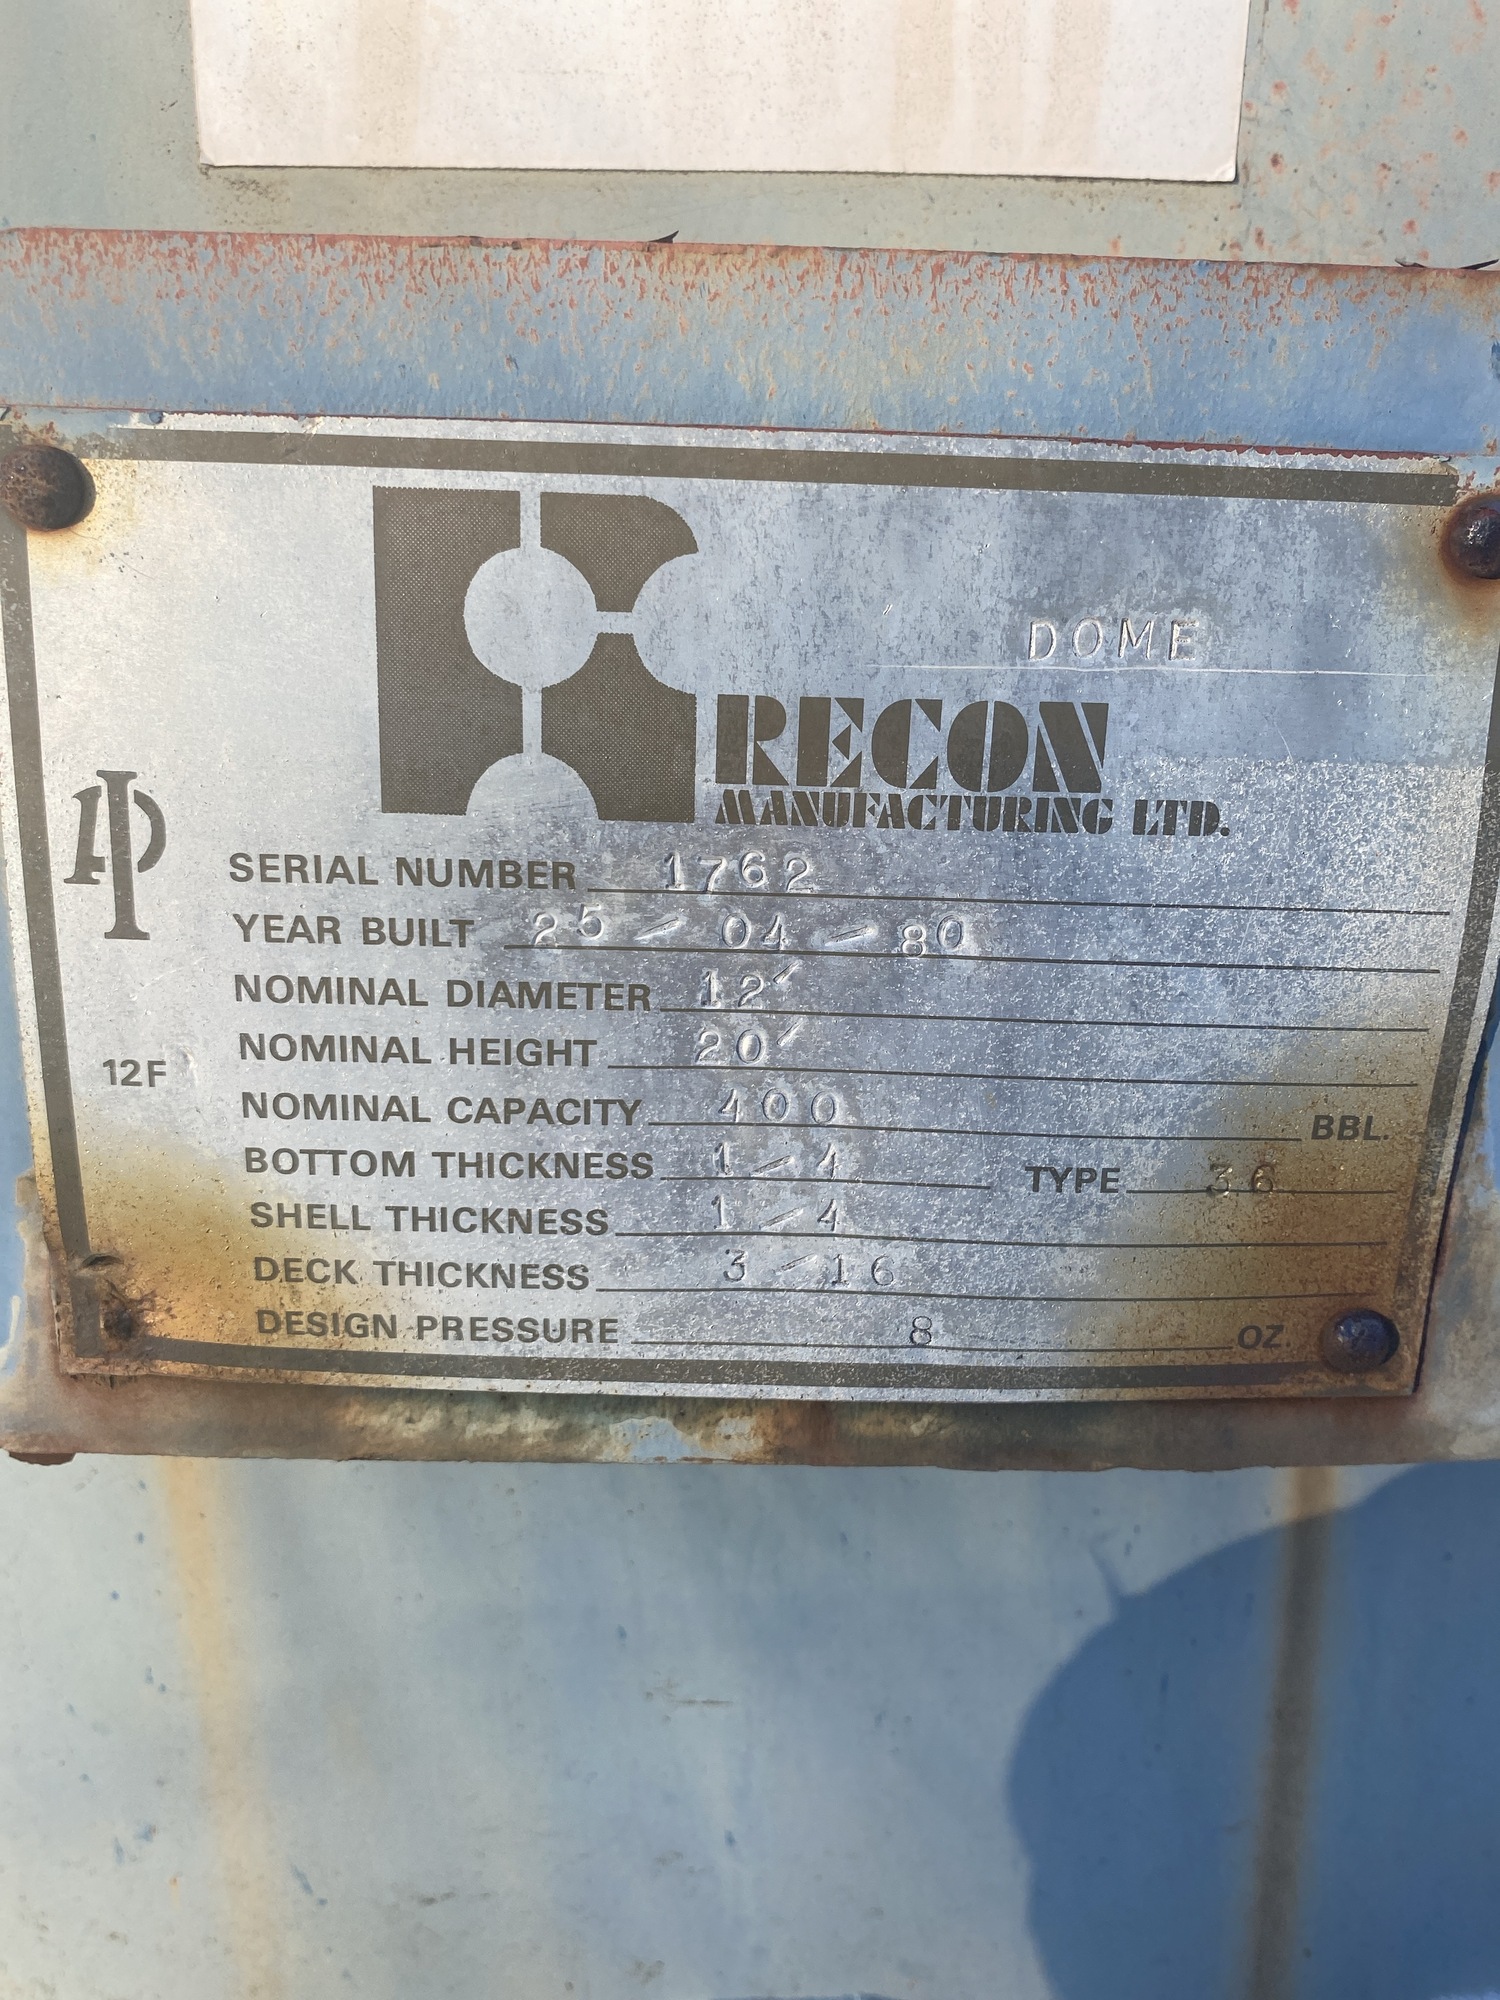 DOME
RECON
MANUFACTURING LTD.
API
SERIAL NUMBER 1762
YEAR BUILT 25 / 04 / 80
NOMINAL DIAMETER 12'
NOMINAL HEIGHT 20'
12F
NOMINAL CAPACITY 400 BBL.
BOTTOM THICKNESS 1/4 TYPE 36
SHELL THICKNESS 1/4
DECK THICKNESS 3/16
DESIGN PRESSURE 8 OZ.